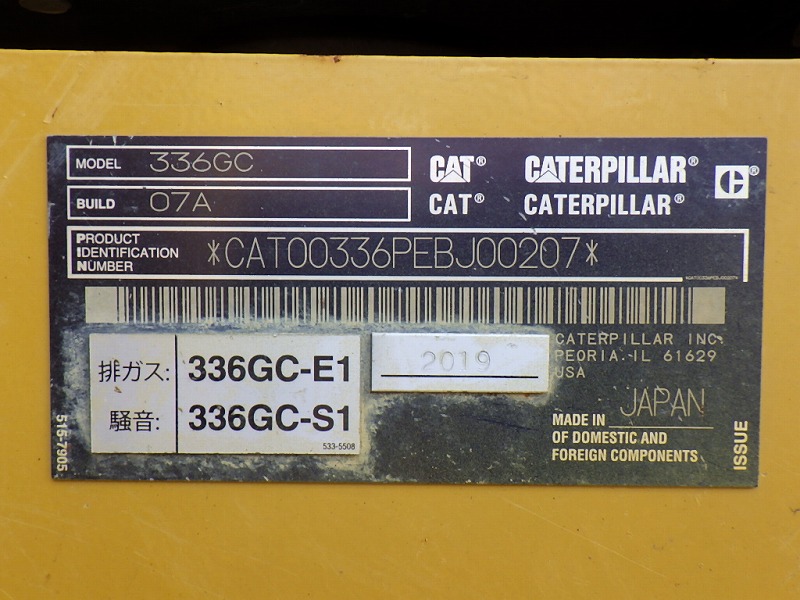 MODEL 336GC
CAT® CATERPILLAR® C®
BUILD 07A
CAT® CATERPILLAR®
PRODUCT IDENTIFICATION NUMBER *CAT00336PEBJ00207*
排ガス: 336GC-E1
騒音: 336GC-S1
533-5508
2019
CATERPILLAR INC.
PEORIA. IL 61629
USA
MADE IN JAPAN
OF DOMESTIC AND
FOREIGN COMPONENTS
515-7905
ISSUE